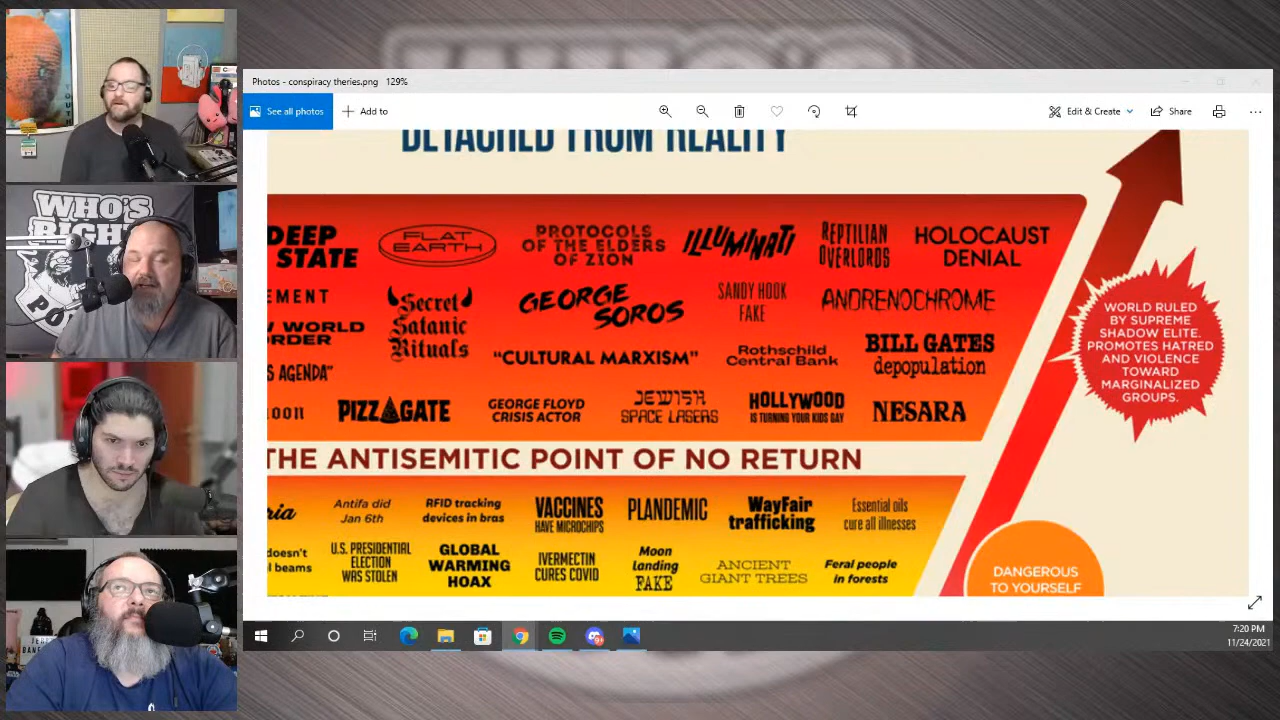 WHO'S
RIGHT
PO
Photos - conspiracy theries.png 129%
See all photos
Add to
Edit & Create
Share
DETACHED FROM REALITY
DEEP
STATE
FLAT
EARTH
PROTOCOLS
OF THE ELDERS
OF ZION
ILLUMINATI
REPTILIAN
OVERLORDS
HOLOCAUST
DENIAL
EMENT
W WORLD
RDER
Secret
Satanic
Rituals
GEORGE
SOROS
SANDY HOOK
FAKE
ANDRENOCHROME
"CULTURAL MARXISM"
Rothschild
Central Bank
BILL GATES
depopulation
S AGENDA"
oon
PIZZAGATE
GEORGE FLOYD
CRISIS ACTOR
JEWISH
SPACE LASERS
HOLLYWOOD
IS TURNING YOUR KIDS GAY
NESARA
WORLD RULED
BY SUPREME
SHADOW ELITE.
PROMOTES HATRED
AND VIOLENCE
TOWARD
MARGINALIZED
GROUPS.
THE ANTISEMITIC POINT OF NO RETURN
ria
Antifa did
Jan 6th
RFID tracking
devices in bras
VACCINES
HAVE MICROCHIPS
PLANDEMIC
WayFair
trafficking
Essential oils
cure all illnesses
doesn't
l beams
U.S. PRESIDENTIAL
ELECTION
WAS STOLEN
GLOBAL
WARMING
HOAX
IVERMECTIN
CURES COVID
Moon
landing
FAKE
ANCIENT
GIANT TREES
Feral people
in forests
DANGEROUS
TO YOURSELF
7:20 PM
11/24/2021